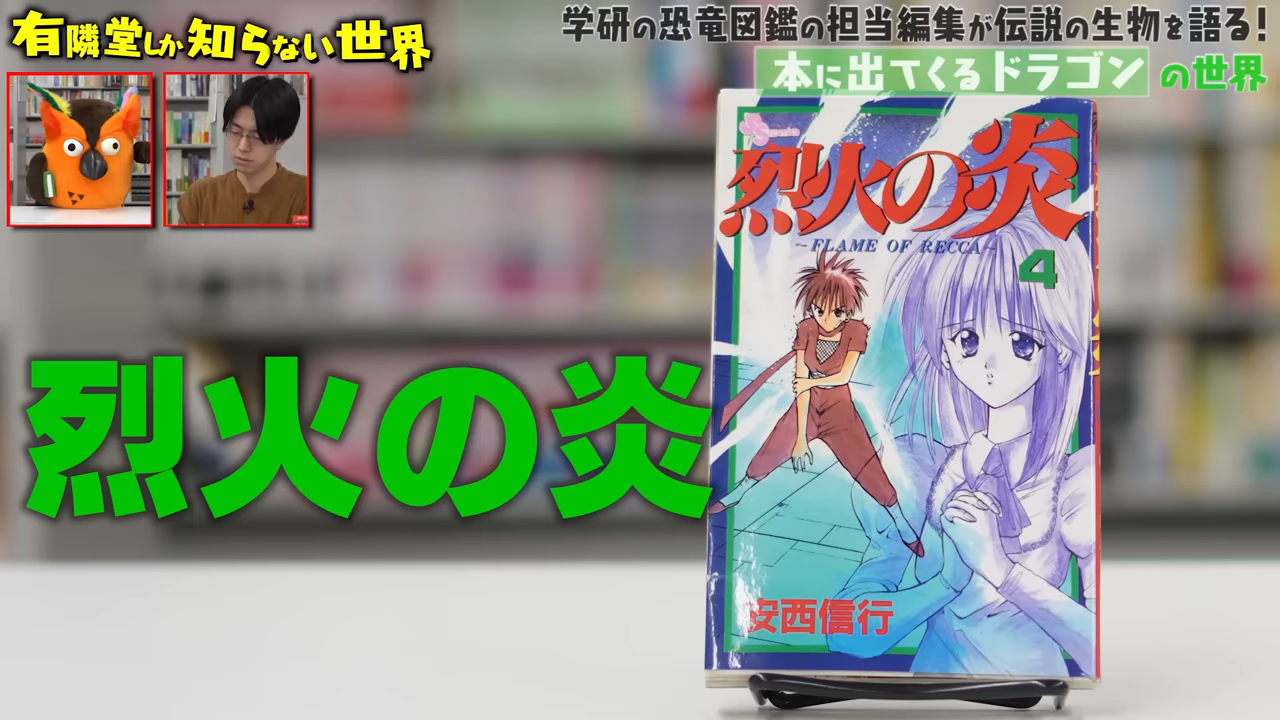 有隣堂しか知らない世界
学研の恐竜図鑑の担当編集が伝説の生物を語る!
本に出てくるドラゴンの世界
烈火の炎
烈火の炎
~FLAME OF RECCA~
4
安西信行